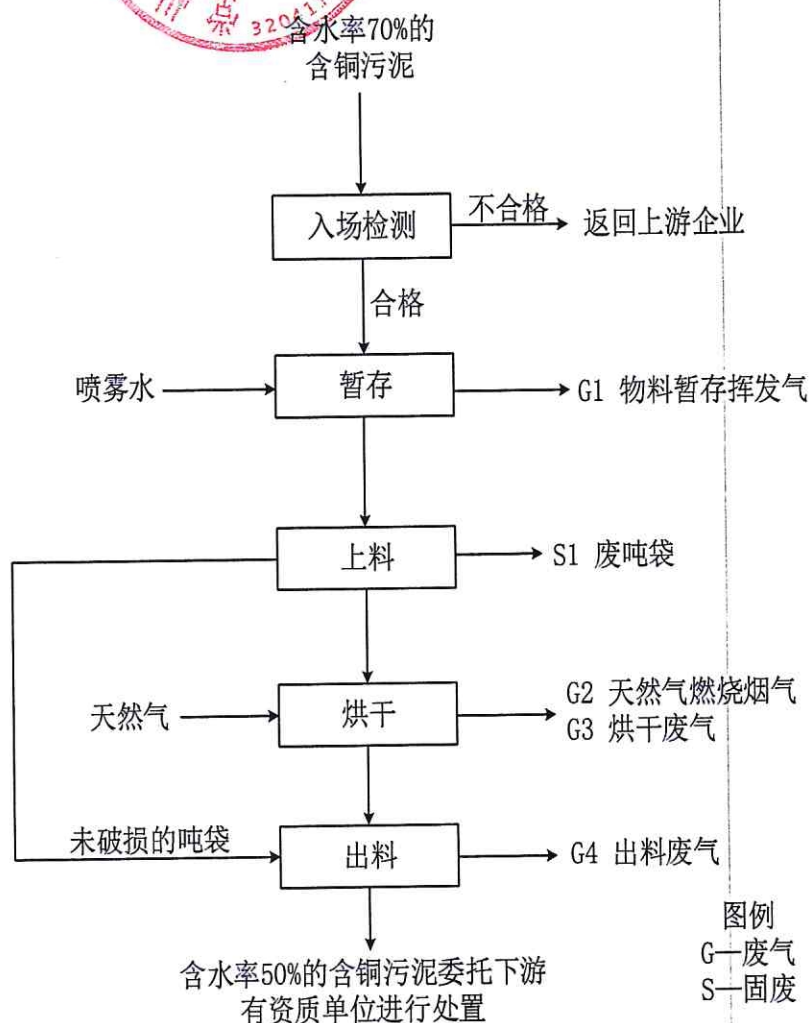 含水率70%的
含铜污泥
入场检测
不合格
返回上游企业
合格
喷雾水
暂存
G1 物料暂存挥发气
上料
S1 废吨袋
天然气
烘干
G2 天然气燃烧烟气
G3 烘干废气
未破损的吨袋
出料
G4 出料废气
含水率50%的含铜污泥委托下游
有资质单位进行处置
图例
G—废气
S—固废